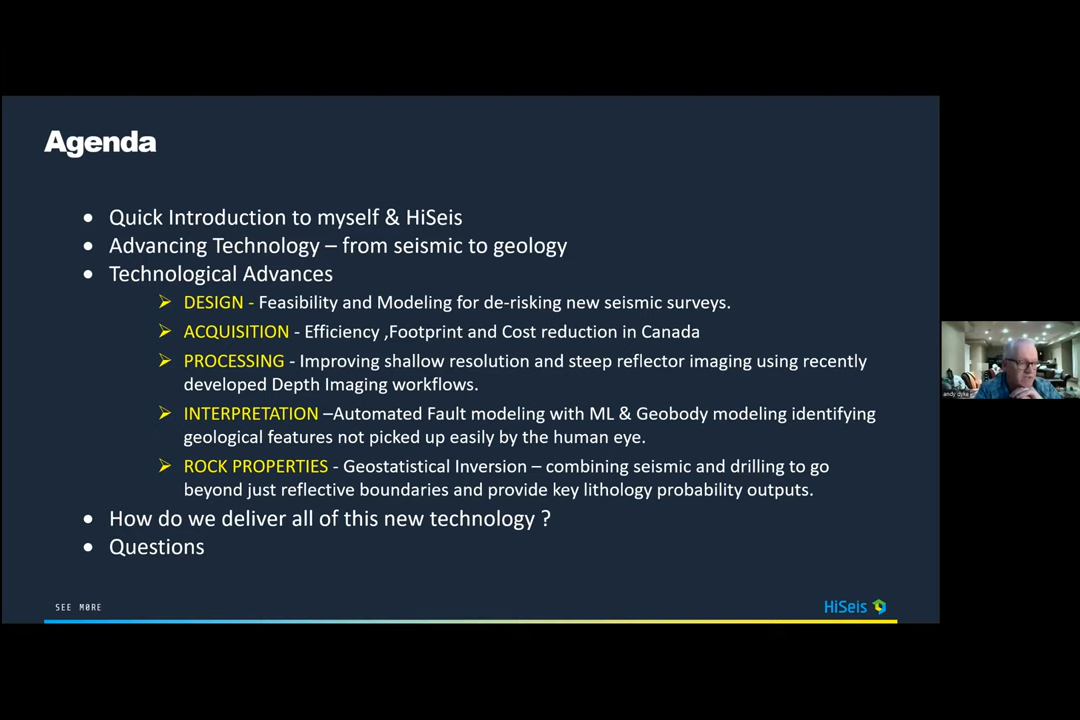 Agenda
• Quick Introduction to myself & HiSeis
• Advancing Technology – from seismic to geology
• Technological Advances
➢ DESIGN - Feasibility and Modeling for de-risking new seismic surveys.
➢ ACQUISITION - Efficiency ,Footprint and Cost reduction in Canada
➢ PROCESSING - Improving shallow resolution and steep reflector imaging using recently
developed Depth Imaging workflows.
➢ INTERPRETATION –Automated Fault modeling with ML & Geobody modeling identifying
geological features not picked up easily by the human eye.
➢ ROCK PROPERTIES - Geostatistical Inversion – combining seismic and drilling to go
beyond just reflective boundaries and provide key lithology probability outputs.
• How do we deliver all of this new technology ?
• Questions
SEE MORE
HiSeis
andy dyke